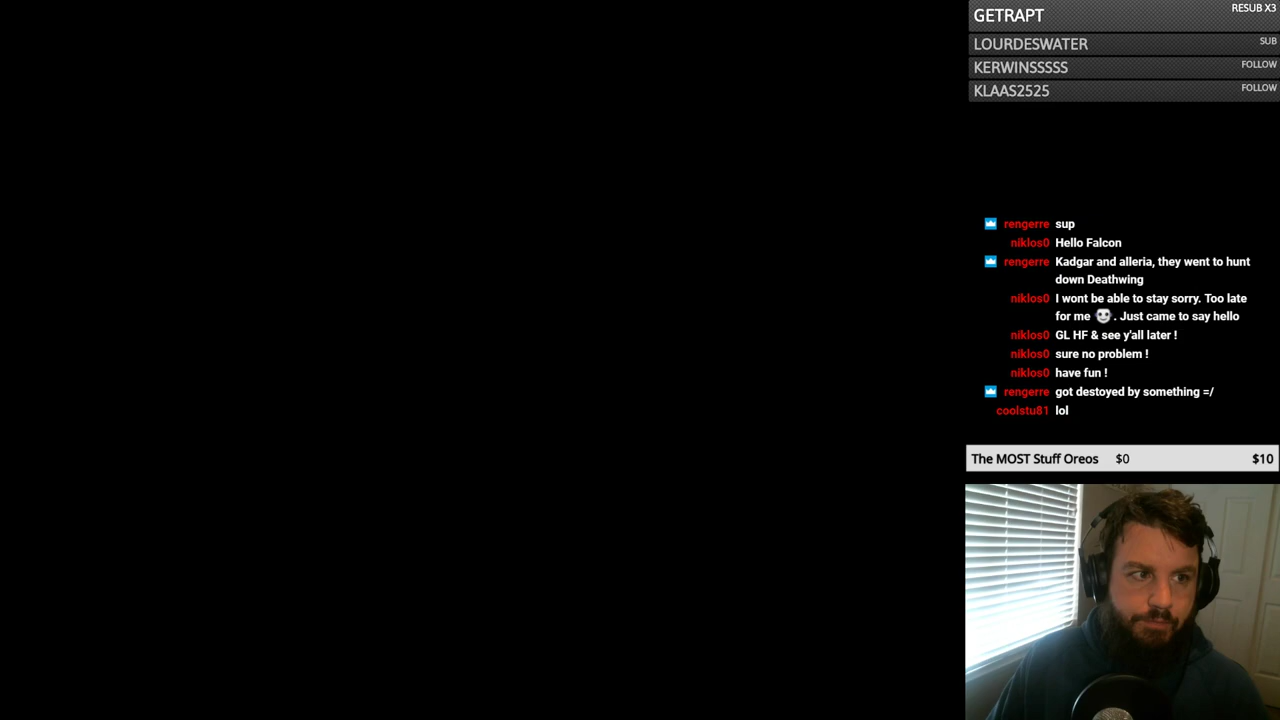 GETRAPT RESUB X3
LOURDESWATER SUB
KERWINSSSSS FOLLOW
KLAAS2525 FOLLOW
rengerre sup
niklos0 Hello Falcon
rengerre Kadgar and alleria, they went to hunt
down Deathwing
niklos0 I wont be able to stay sorry. Too late
for me . Just came to say hello
niklos0 GL HF & see y'all later !
niklos0 sure no problem !
niklos0 have fun !
rengerre got destoyed by something =/
coolstu81 lol
The MOST Stuff Oreos $0 $10